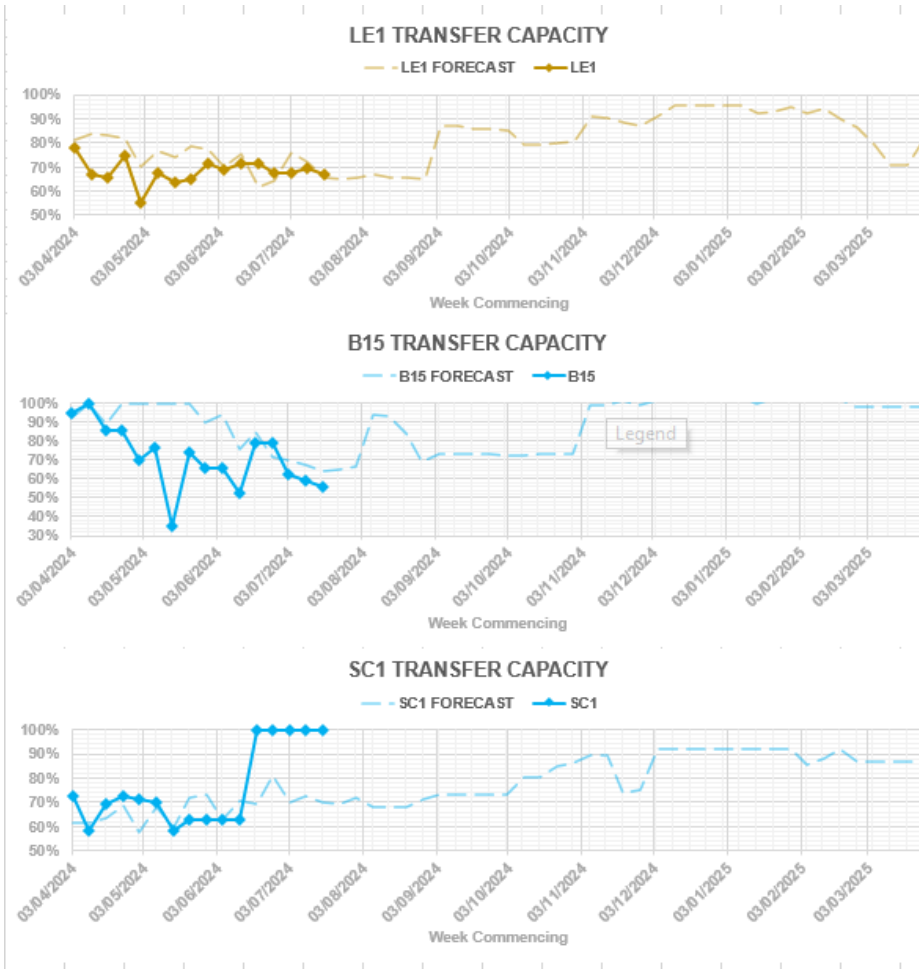 LE1 TRANSFER CAPACITY
LE1 FORECAST LE1
100%
90%
80%
70%
60%
50%
03/04/2024 03/05/2024 03/06/2024 03/07/2024 03/08/2024 03/09/2024 03/10/2024 03/11/2024 03/12/2024 03/01/2025 03/02/2025 03/03/2025
Week Commencing
B15 TRANSFER CAPACITY
B15 FORECAST B15
100%
90%
80%
70%
60%
50%
40%
30%
Legend
03/04/2024 03/05/2024 03/06/2024 03/07/2024 03/08/2024 03/09/2024 03/10/2024 03/11/2024 03/12/2024 03/01/2025 03/02/2025 03/03/2025
Week Commencing
SC1 TRANSFER CAPACITY
SC1 FORECAST SC1
100%
90%
80%
70%
60%
50%
03/04/2024 03/05/2024 03/06/2024 03/07/2024 03/08/2024 03/09/2024 03/10/2024 03/11/2024 03/12/2024 03/01/2025 03/02/2025 03/03/2025
Week Commencing